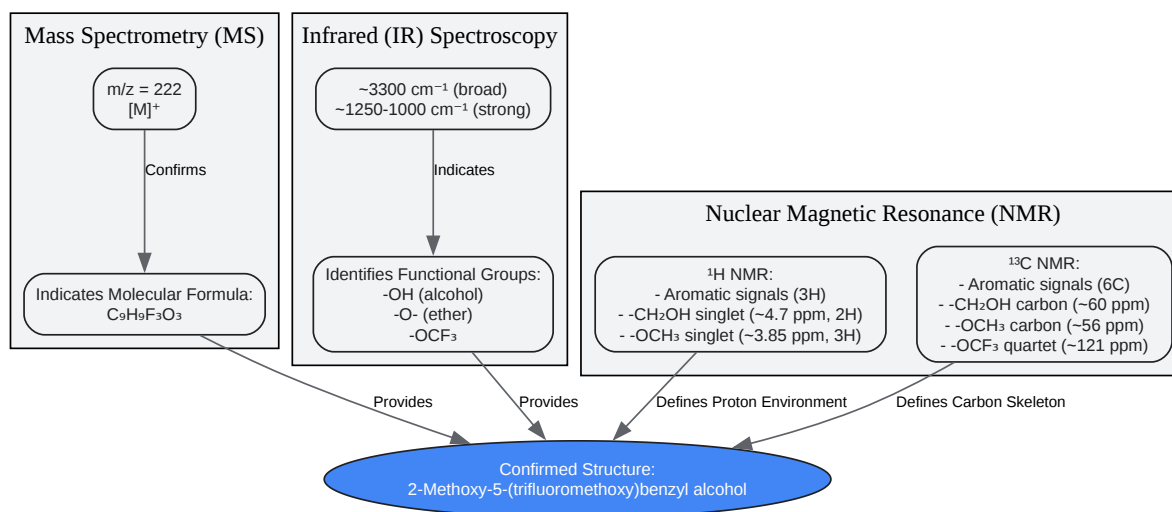 Mass Spectrometry (MS)
m/z = 222
[M]⁺
Confirms
Indicates Molecular Formula:
C₉H₉F₃O₃
Infrared (IR) Spectroscopy
~3300 cm⁻¹ (broad)
~1250-1000 cm⁻¹ (strong)
Indicates
Identifies Functional Groups:
-OH (alcohol)
-O- (ether)
-OCF₃
Nuclear Magnetic Resonance (NMR)
¹H NMR:
- Aromatic signals (3H)
- -CH₂OH singlet (~4.7 ppm, 2H)
- -OCH₃ singlet (~3.85 ppm, 3H)
¹³C NMR:
- Aromatic signals (6C)
- -CH₂OH carbon (~60 ppm)
- -OCH₃ carbon (~56 ppm)
- -OCF₃ quartet (~121 ppm)
Provides
Provides
Defines Proton Environment
Defines Carbon Skeleton
Confirmed Structure:
2-Methoxy-5-(trifluoromethoxy)benzyl alcohol